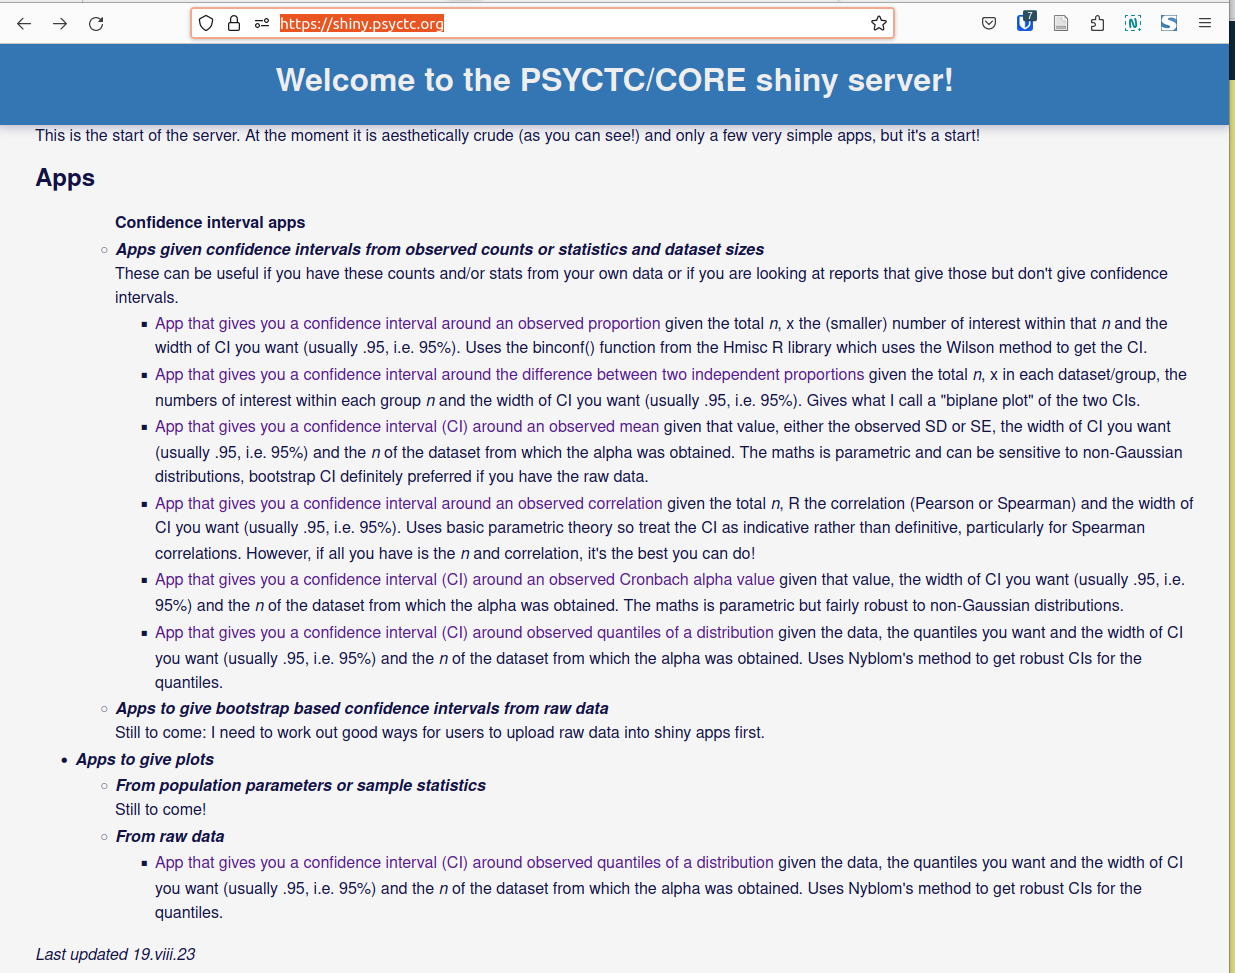 https://shiny.psyctc.org
7
Welcome to the PSYCTC/CORE shiny server!
This is the start of the server. At the moment it is aesthetically crude (as you can see!) and only a few very simple apps, but it's a start!
Apps
Confidence interval apps
Apps given confidence intervals from observed counts or statistics and dataset sizes
These can be useful if you have these counts and/or stats from your own data or if you are looking at reports that give those but don't give confidence
intervals.
App that gives you a confidence interval around an observed proportion given the total n, x the (smaller) number of interest within that n and the
width of CI you want (usually .95, i.e. 95%). Uses the binconf() function from the Hmisc R library which uses the Wilson method to get the CI.
App that gives you a confidence interval around the difference between two independent proportions given the total n, x in each dataset/group, the
numbers of interest within each group n and the width of CI you want (usually .95, i.e. 95%). Gives what I call a "biplane plot" of the two CIs.
App that gives you a confidence interval (CI) around an observed mean given that value, either the observed SD or SE, the width of CI you want
(usually .95, i.e. 95%) and the n of the dataset from which the alpha was obtained. The maths is parametric and can be sensitive to non-Gaussian
distributions, bootstrap CI definitely preferred if you have the raw data.
App that gives you a confidence interval around an observed correlation given the total n, R the correlation (Pearson or Spearman) and the width of
CI you want (usually .95, i.e. 95%). Uses basic parametric theory so treat the CI as indicative rather than definitive, particularly for Spearman
correlations. However, if all you have is the n and correlation, it's the best you can do!
App that gives you a confidence interval (CI) around an observed Cronbach alpha value given that value, the width of CI you want (usually .95, i.e.
95%) and the n of the dataset from which the alpha was obtained. The maths is parametric but fairly robust to non-Gaussian distributions.
App that gives you a confidence interval (CI) around observed quantiles of a distribution given the data, the quantiles you want and the width of CI
you want (usually .95, i.e. 95%) and the n of the dataset from which the alpha was obtained. Uses Nyblom's method to get robust CIs for the
quantiles.
Apps to give bootstrap based confidence intervals from raw data
Still to come: I need to work out good ways for users to upload raw data into shiny apps first.
Apps to give plots
From population parameters or sample statistics
Still to come!
From raw data
App that gives you a confidence interval (CI) around observed quantiles of a distribution given the data, the quantiles you want and the width of CI
you want (usually .95, i.e. 95%) and the n of the dataset from which the alpha was obtained. Uses Nyblom's method to get robust CIs for the
quantiles.
Last updated 19.viii.23